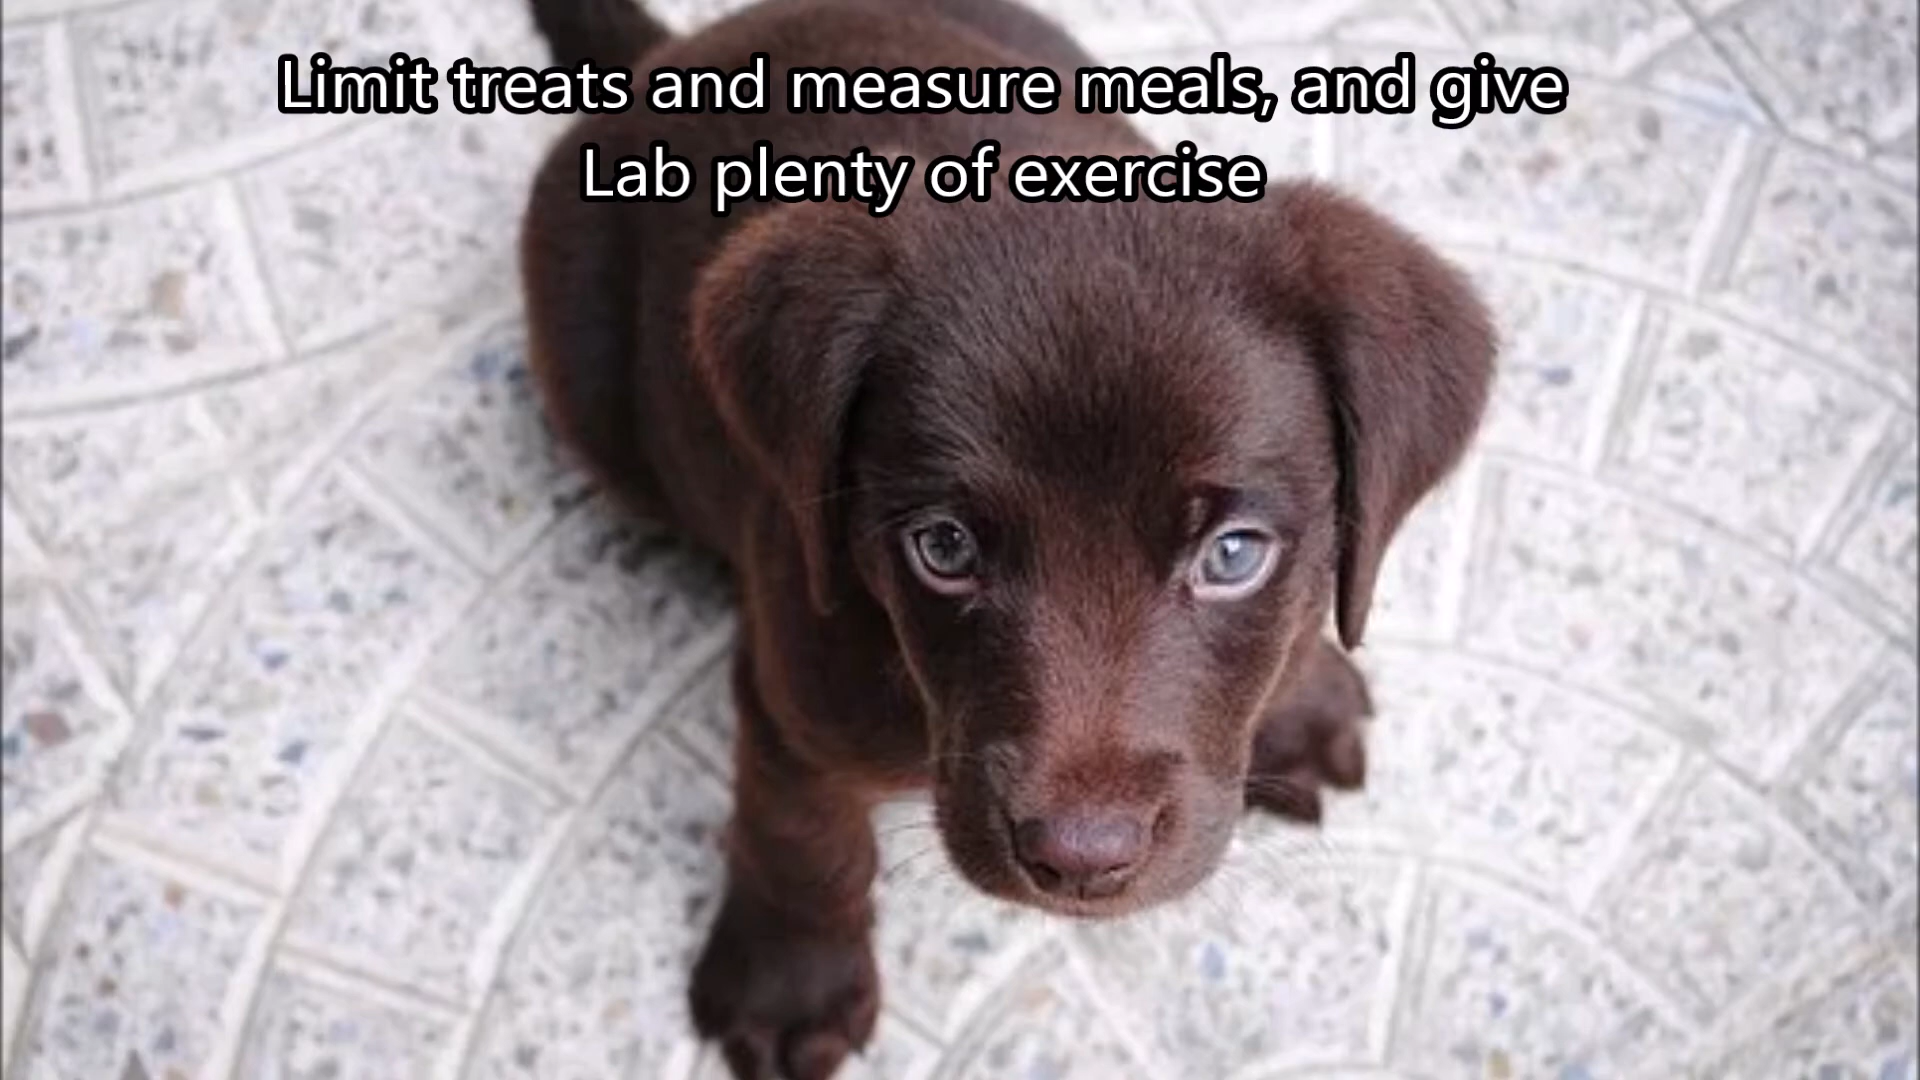 Limit treats and measure meals, and give
Lab plenty of exercise